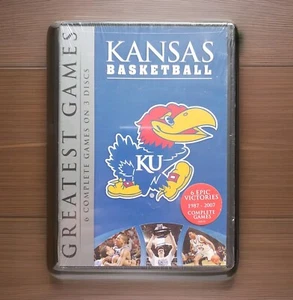 GREATEST GAMES
6 COMPLETE GAMES ON 3 DISCS
KANSAS
BASKETBALL
KU
6 EPIC
VICTORIES
1987 - 2007
COMPLETE
GAMES